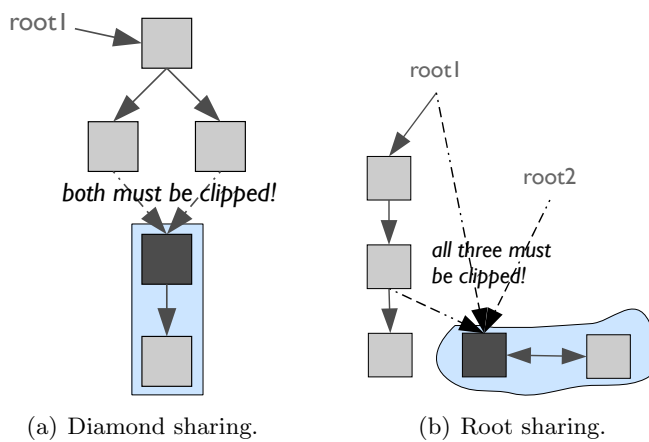 root1
both must be clipped!
(a) Diamond sharing.
root1
root2
all three must
be clipped!
(b) Root sharing.